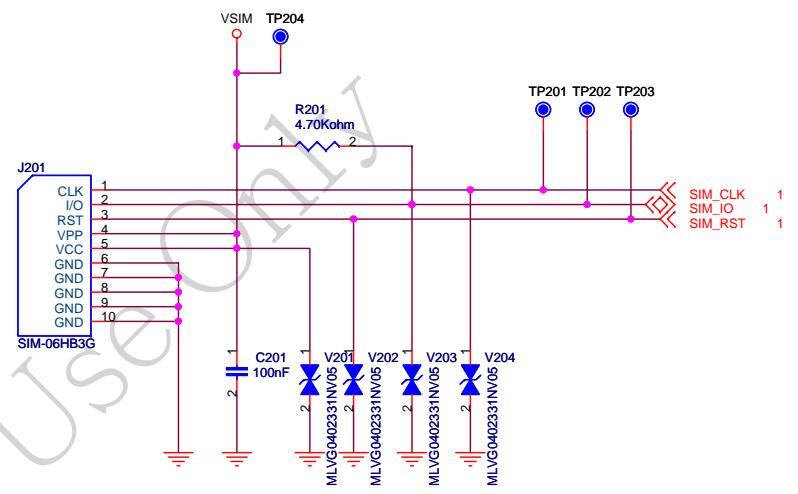 VSIM TP204
TP201 TP202 TP203
R201
4.70Kohm
1 2
J201
CLK 1
I/O 2
RST 3
VPP 4
VCC 5
GND 6
GND 7
GND 8
GND 9
GND 10
SIM-06HB3G
SIM_CLK 1
SIM_IO 1
SIM_RST 1
C201
100nF
1
2
V201
MLVG0402331NV05
1
2
V202
MLVG0402331NV05
1
2
V203
MLVG0402331NV05
1
2
V204
MLVG0402331NV05
1
2
Use Only